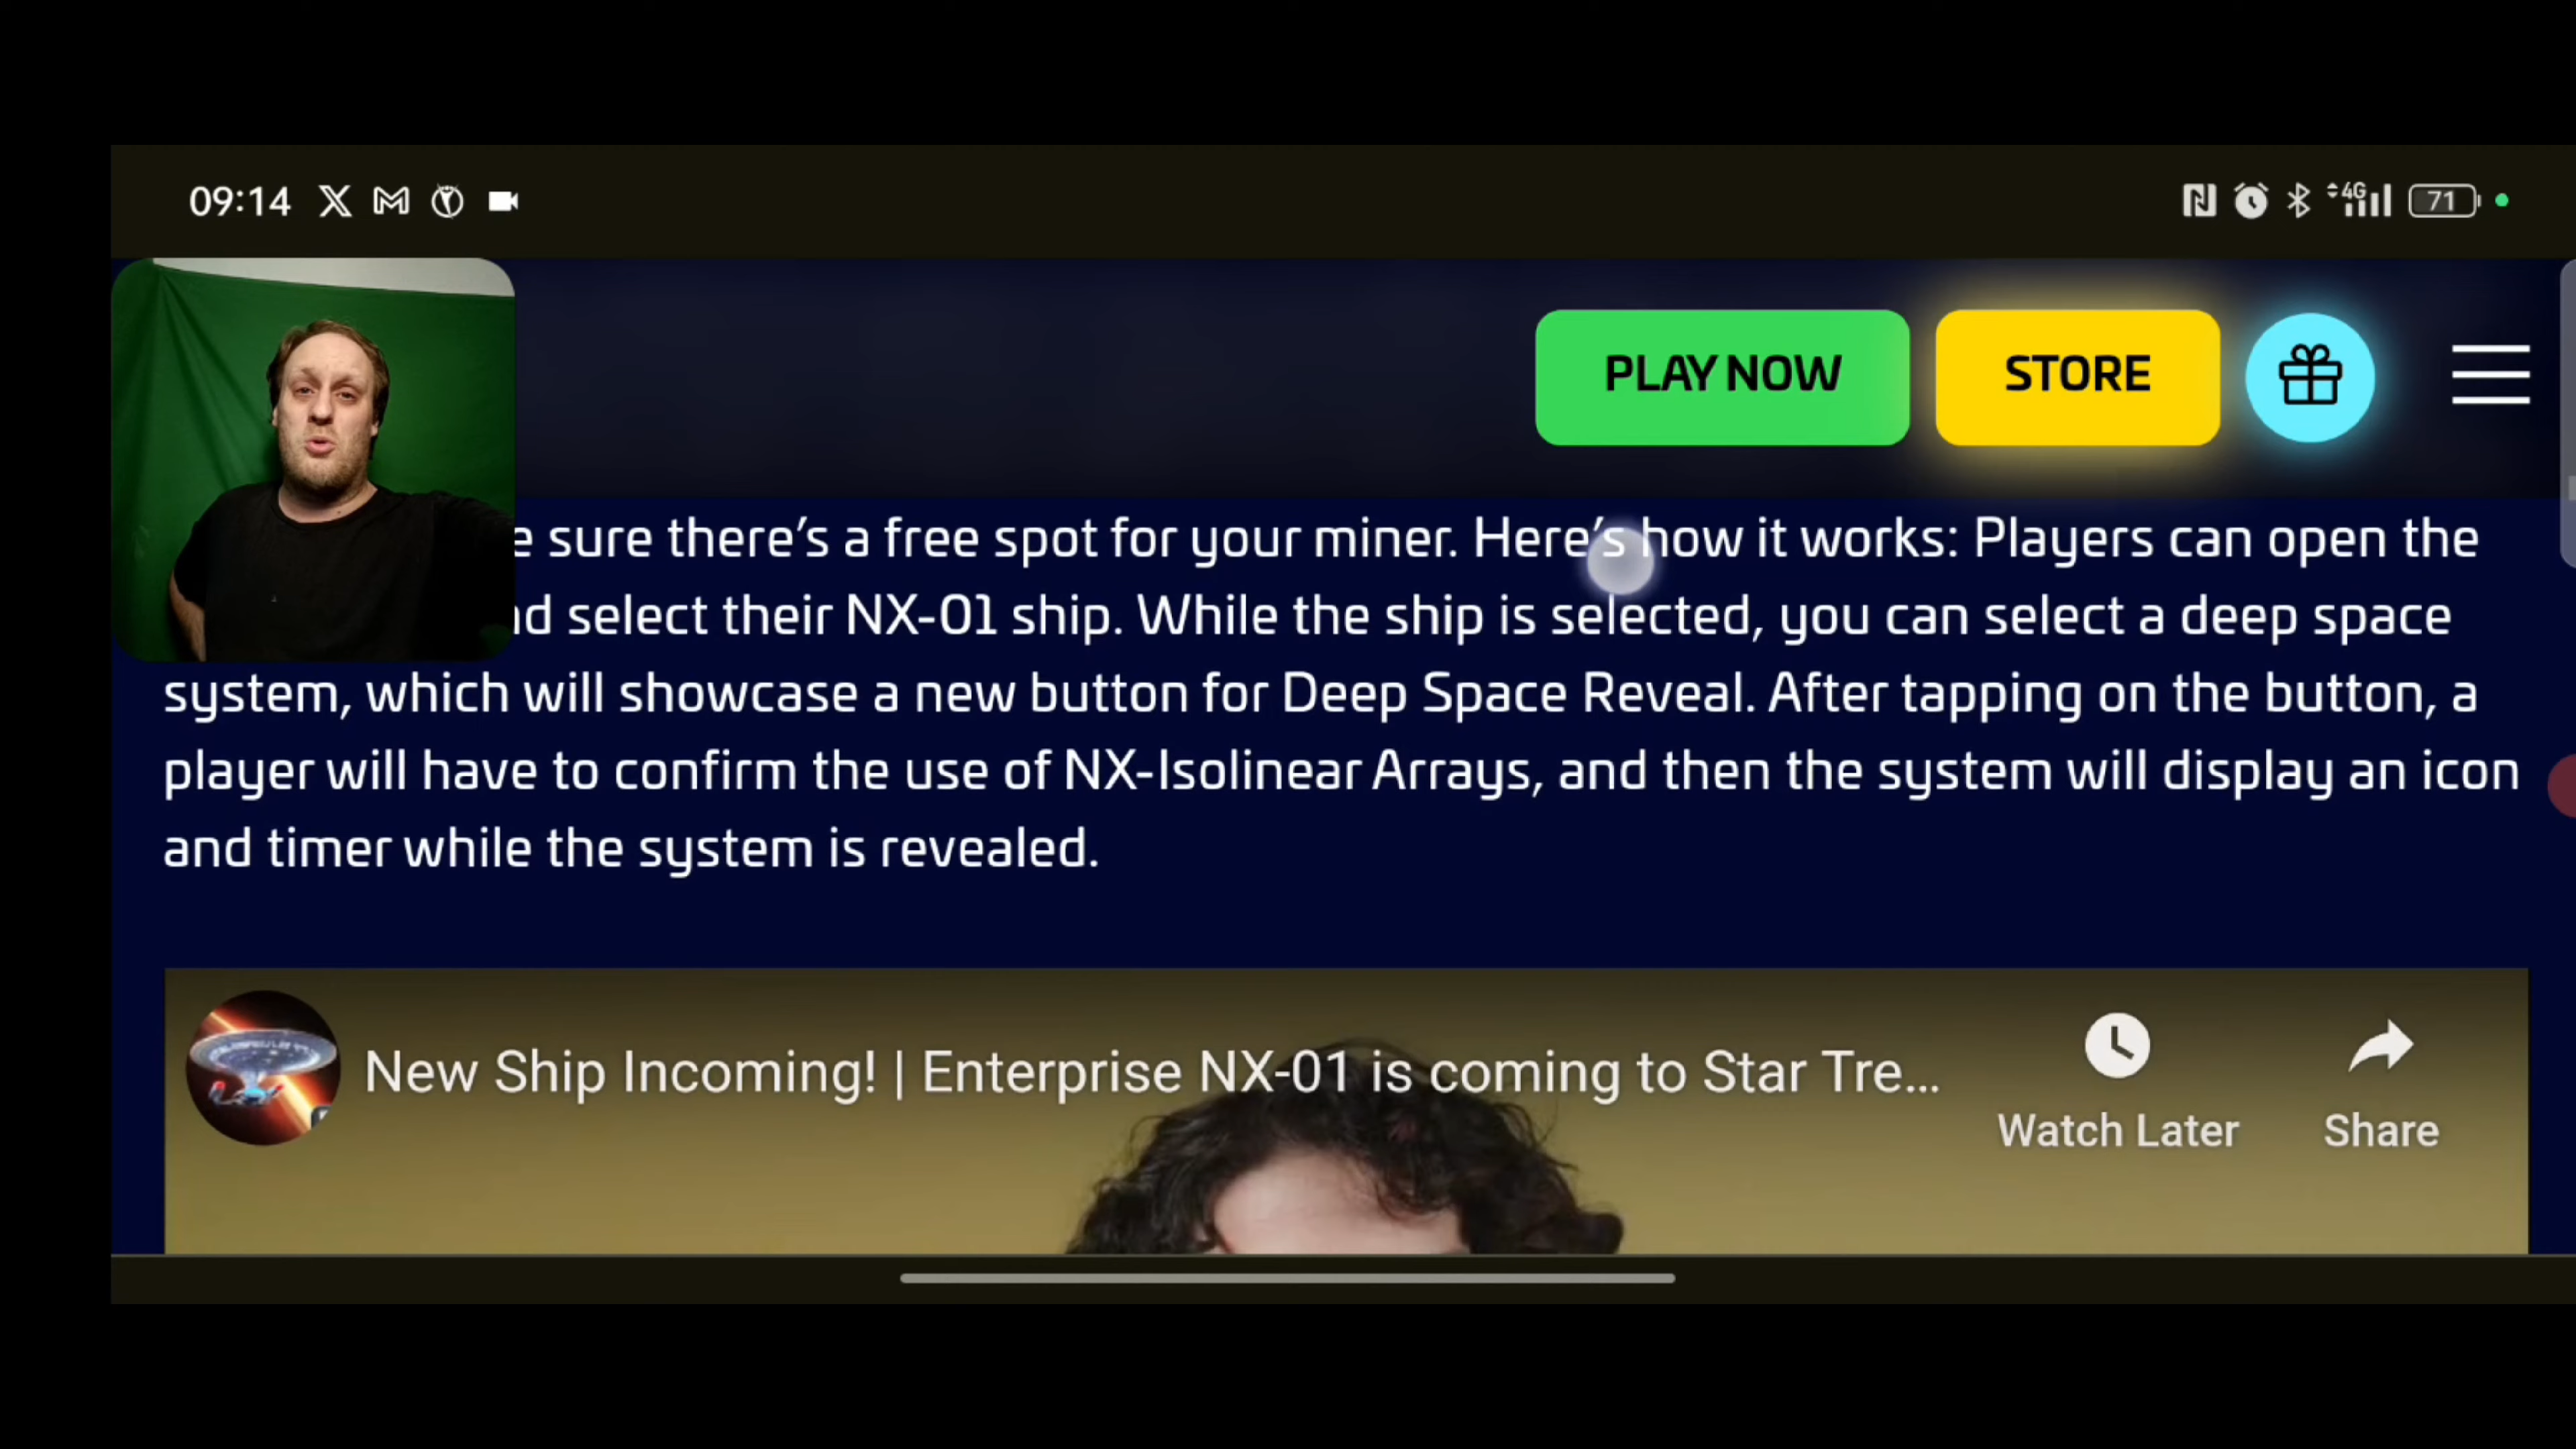 09:14
4G
71
PLAY NOW
STORE
e sure there's a free spot for your miner. Here's how it works: Players can open the
nd select their NX-01 ship. While the ship is selected, you can select a deep space
system, which will showcase a new button for Deep Space Reveal. After tapping on the button, a
player will have to confirm the use of NX-Isolinear Arrays, and then the system will display an icon
and timer while the system is revealed.
New Ship Incoming! | Enterprise NX-01 is coming to Star Tre...
Watch Later
Share